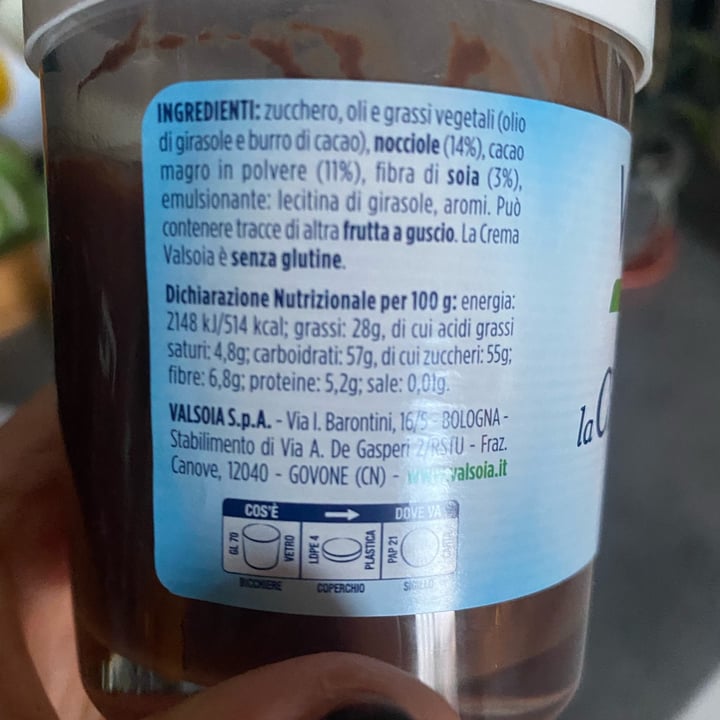 INGREDIENTI: zucchero, oli e grassi vegetali (olio
di girasole e burro di cacao), nocciole (14%), cacao
magro in polvere (11%), fibra di soia (3%),
emulsionante: lecitina di girasole, aromi. Può
contenere tracce di altra frutta a guscio. La Crema
Valsoia è senza glutine.
Dichiarazione Nutrizionale per 100 g: energia:
2148 kJ/514 kcal; grassi: 28g, di cui acidi grassi
saturi: 4,8g; carboidrati: 57g, di cui zuccheri: 55g;
fibre: 6,8g; proteine: 5,2g; sale: 0,01g.
VALSOIA S.p.A. - Via I. Barontini, 16/5 - BOLOGNA -
Stabilimento di Via A. De Gasperi 2/RSTU - Fraz.
Canove, 12040 - GOVONE (CN) - www.valsoia.it
COS'È DOVE VA
GL 70 VETRO LDPE 4 PLASTICA PAP 21 CARTA
BICCHIERE COPERCHIO SIGILLO
la C